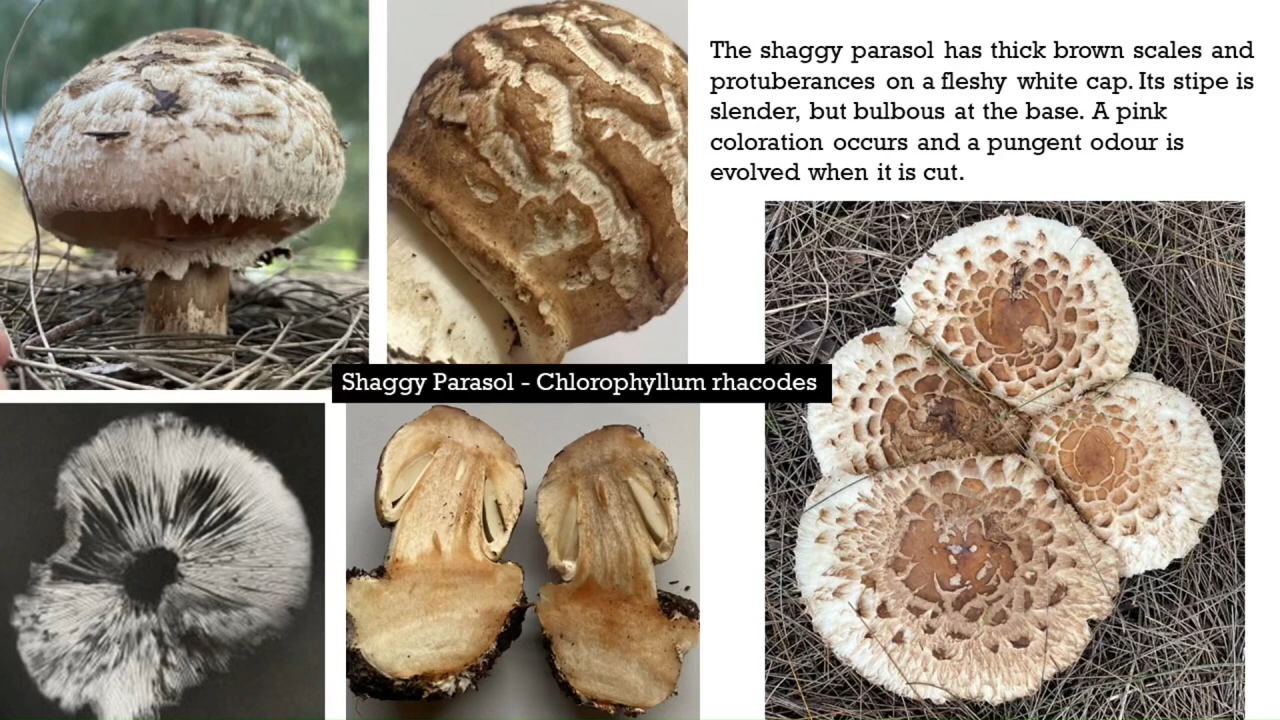 The shaggy parasol has thick brown scales and
protuberances on a fleshy white cap. Its stipe is
slender, but bulbous at the base. A pink
coloration occurs and a pungent odour is
evolved when it is cut.
Shaggy Parasol - Chlorophyllum rhacodes